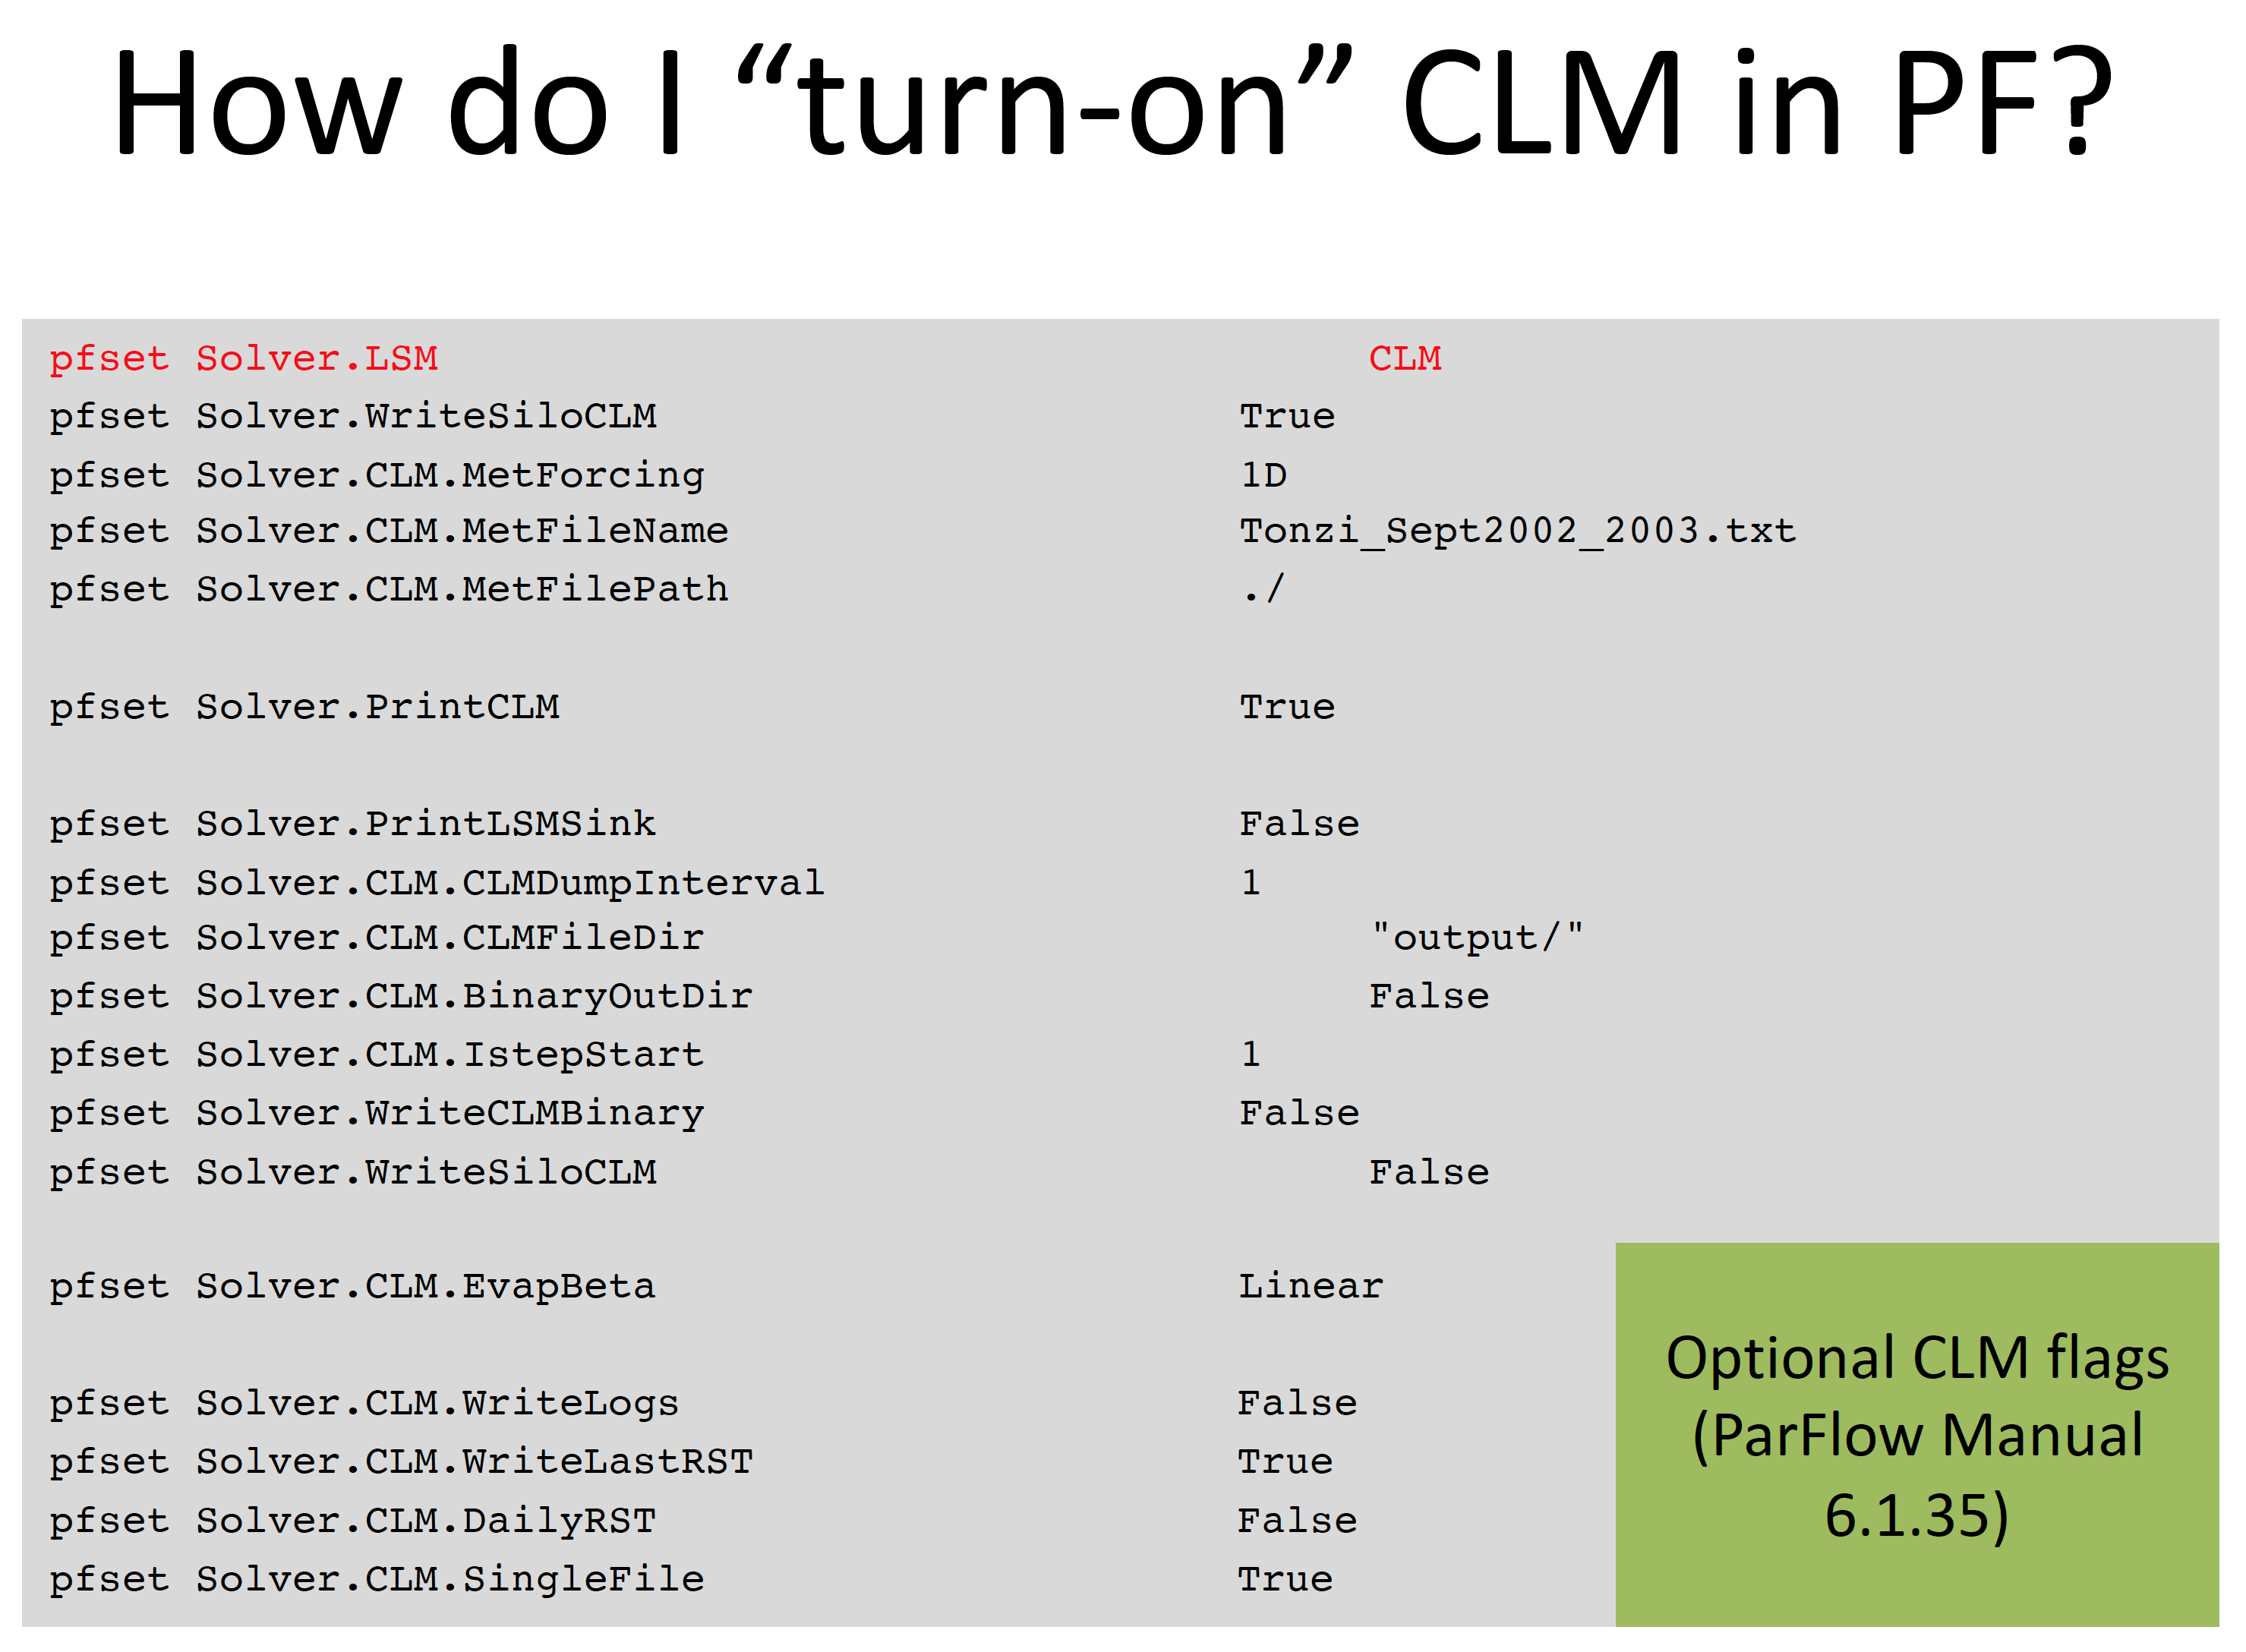 How do I “turn-on” CLM in PF?
pfset Solver.LSM CLM
pfset Solver.WriteSiloCLM True
pfset Solver.CLM.MetForcing 1D
pfset Solver.CLM.MetFileName Tonzi_Sept2002_2003.txt
pfset Solver.CLM.MetFilePath ./
pfset Solver.PrintCLM True
pfset Solver.PrintLSMSink False
pfset Solver.CLM.CLMDumpInterval 1
pfset Solver.CLM.CLMFileDir "output/"
pfset Solver.CLM.BinaryOutDir False
pfset Solver.CLM.IstepStart 1
pfset Solver.WriteCLMBinary False
pfset Solver.WriteSiloCLM False
pfset Solver.CLM.EvapBeta Linear
pfset Solver.CLM.WriteLogs False
pfset Solver.CLM.WriteLastRST True
pfset Solver.CLM.DailyRST False
pfset Solver.CLM.SingleFile True
Optional CLM flags
(ParFlow Manual
6.1.35)